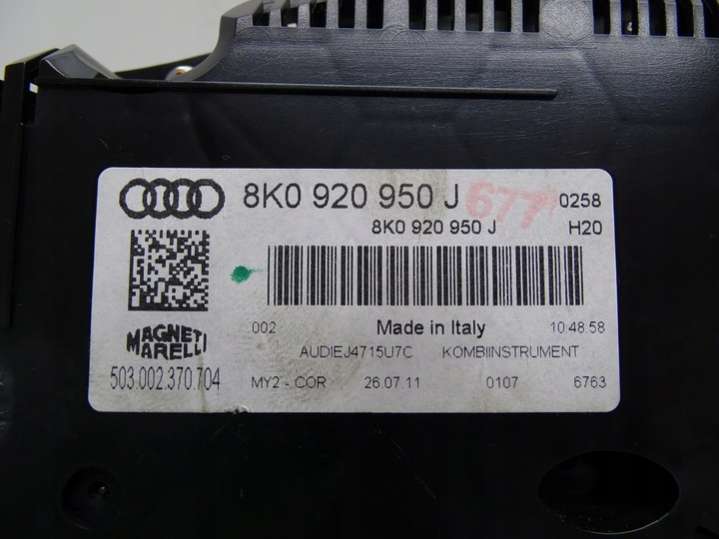 8K0 920 950 J 677 0258
8K0 920 950 J H20
002 Made in Italy 10:48:58
MAGNETI
MARELLI
AUDIEJ4715U7C KOMBIINSTRUMENT
503.002.370.704 MY2 - COR 26.07.11 0107 6763